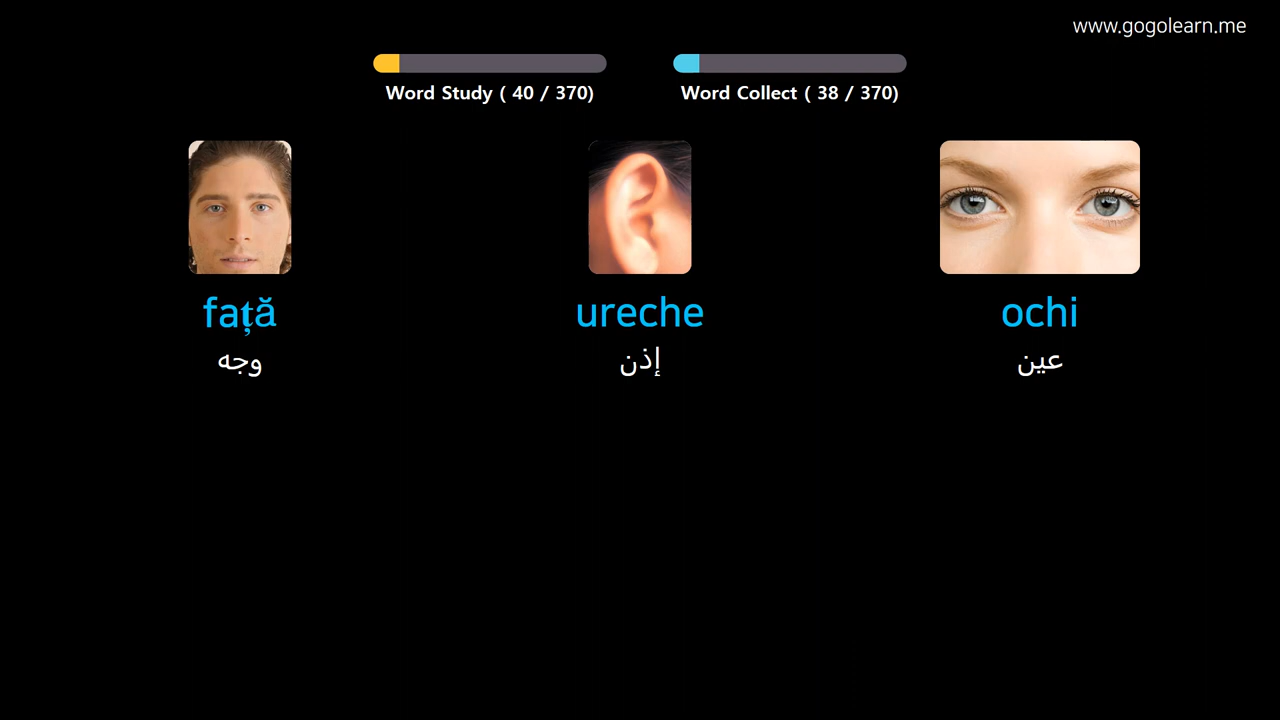 www.gogolearn.me
Word Study ( 40 / 370)
Word Collect ( 38 / 370)
față
ureche
ochi
وجه
إذن
عين